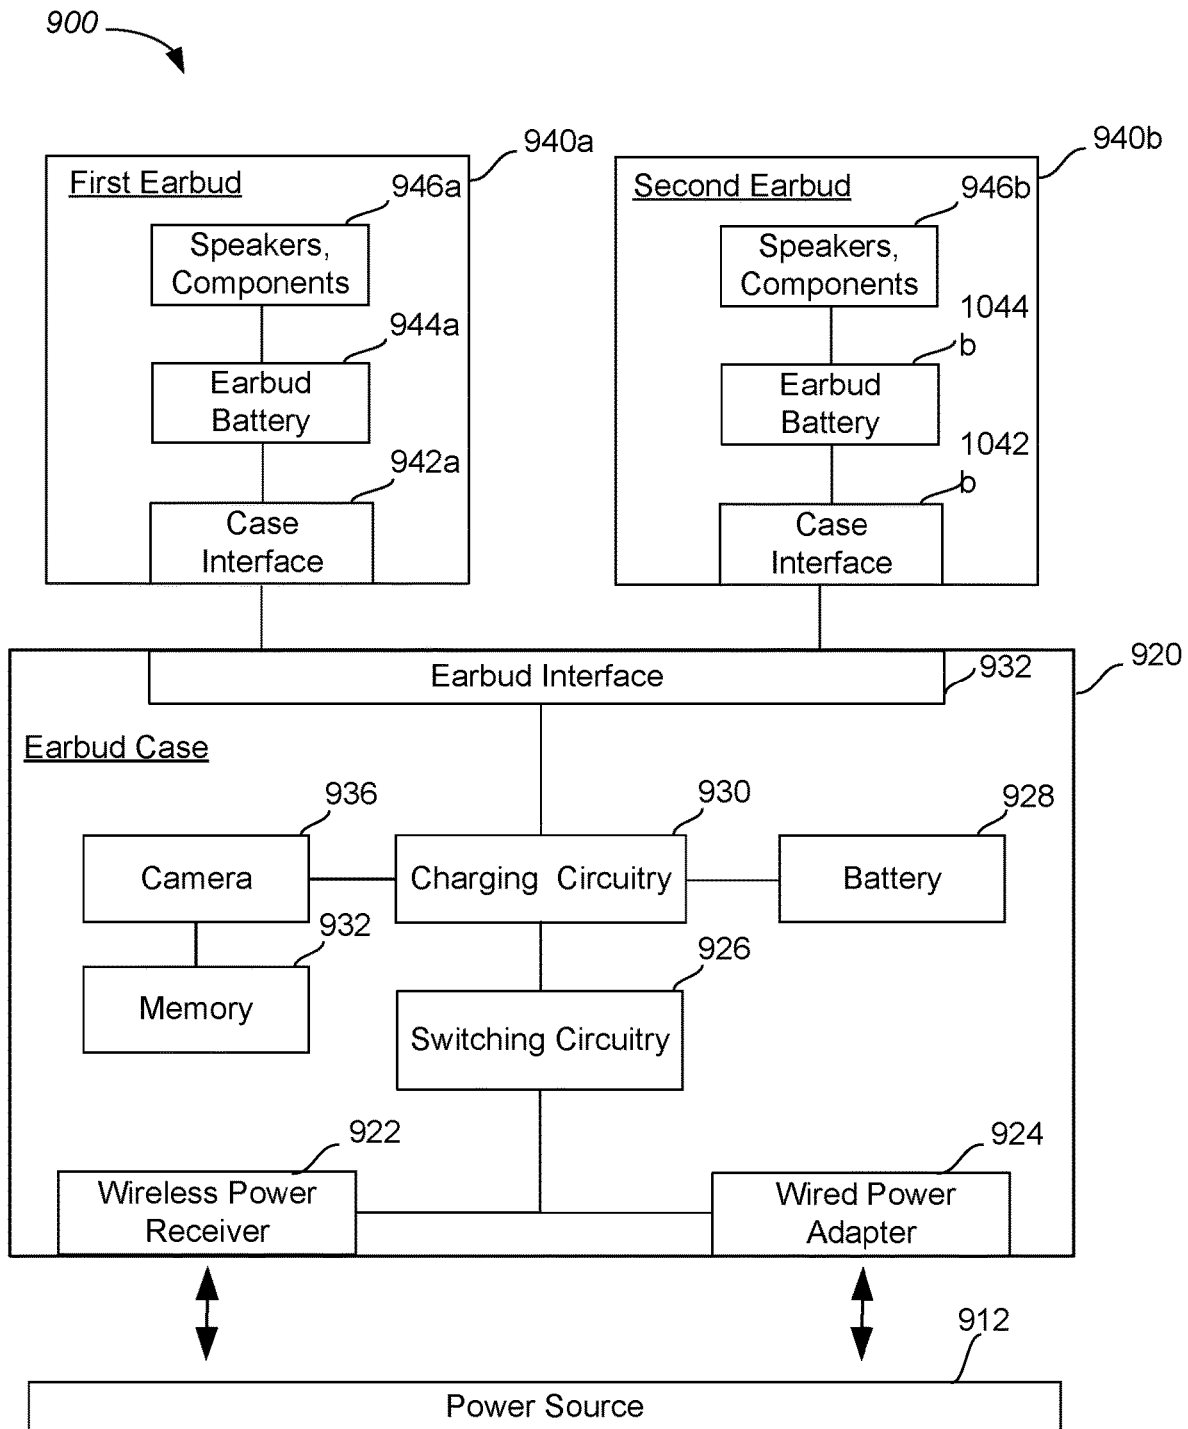 900
940a
940b
First Earbud
946a
Second Earbud
946b
Speakers,
Components
Speakers,
Components
944a
1044
b
Earbud
Battery
Earbud
Battery
942a
1042
b
Case
Interface
Case
Interface
Earbud Interface
932
920
Earbud Case
936
930
928
Camera
Charging Circuitry
Battery
932
926
Memory
Switching Circuitry
922
924
Wireless Power
Receiver
Wired Power
Adapter
912
Power Source